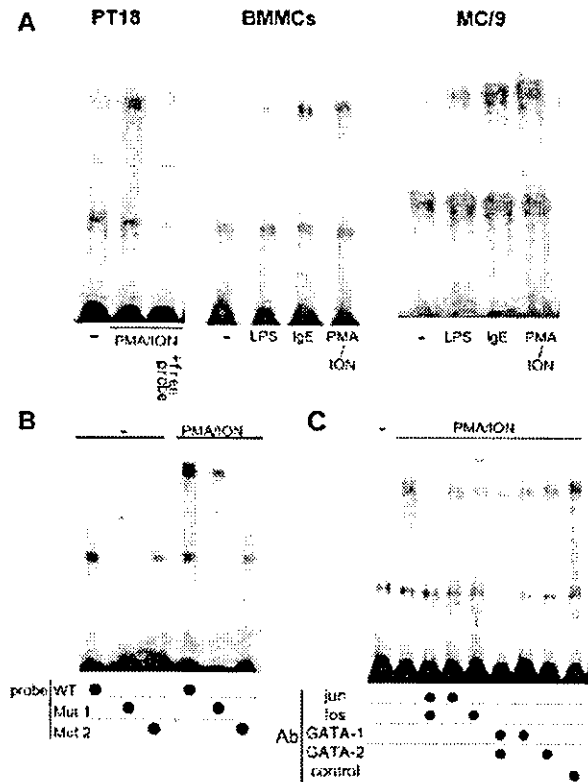 A
PT18 BMMCs MC/9
- PMA/ION +free probe
- LPS IgE PMA/ION
- LPS IgE PMA/ION
B
- PMA/ION
probe
WT
Mut 1
Mut 2
C
- PMA/ION
Ab
jun
fos
GATA-1
GATA-2
control